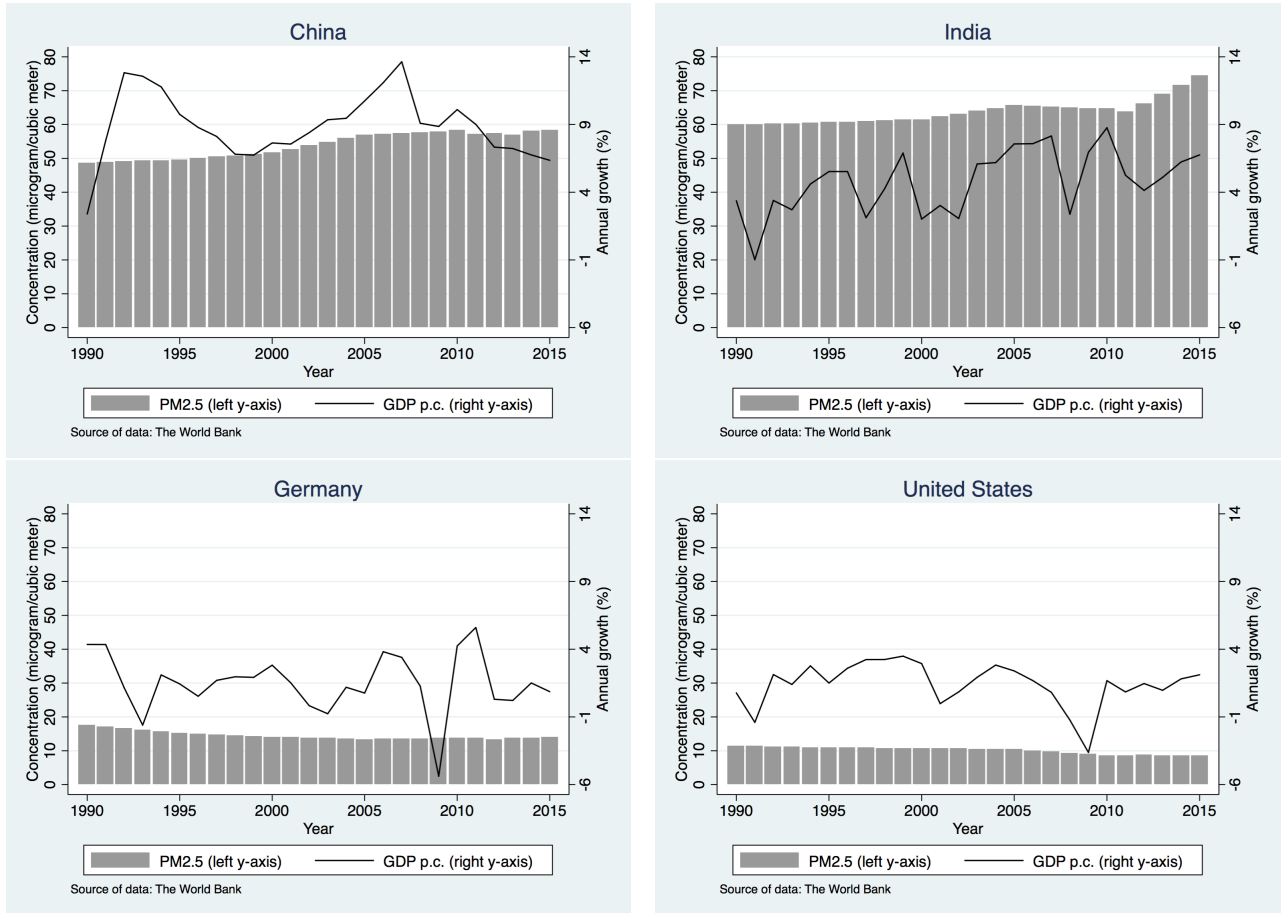 China
Concentration (microgram/cubic meter)
80
70
60
50
40
30
20
10
0
14
9
4
-1
-6
Annual growth (%)
1990 1995 2000 2005 2010 2015
Year
PM2.5 (left y-axis) GDP p.c. (right y-axis)
Source of data: The World Bank
India
Concentration (microgram/cubic meter)
80
70
60
50
40
30
20
10
0
14
9
4
-1
-6
Annual growth (%)
1990 1995 2000 2005 2010 2015
Year
PM2.5 (left y-axis) GDP p.c. (right y-axis)
Source of data: The World Bank
Germany
Concentration (microgram/cubic meter)
80
70
60
50
40
30
20
10
0
14
9
4
-1
-6
Annual growth (%)
1990 1995 2000 2005 2010 2015
Year
PM2.5 (left y-axis) GDP p.c. (right y-axis)
Source of data: The World Bank
United States
Concentration (microgram/cubic meter)
80
70
60
50
40
30
20
10
0
14
9
4
-1
-6
Annual growth (%)
1990 1995 2000 2005 2010 2015
Year
PM2.5 (left y-axis) GDP p.c. (right y-axis)
Source of data: The World Bank